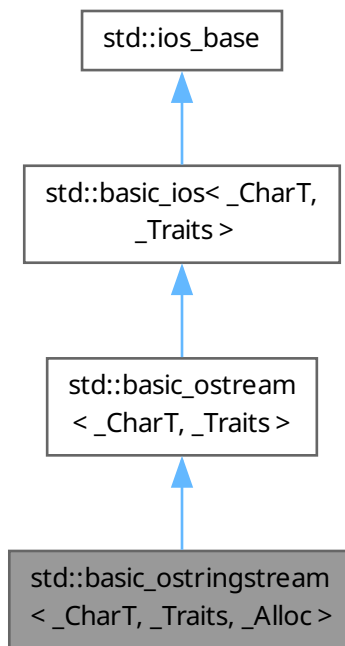 std::ios_base
std::basic_ios< _CharT,
_Traits >
std::basic_ostream
< _CharT, _Traits >
std::basic_ostringstream
< _CharT, _Traits, _Alloc >